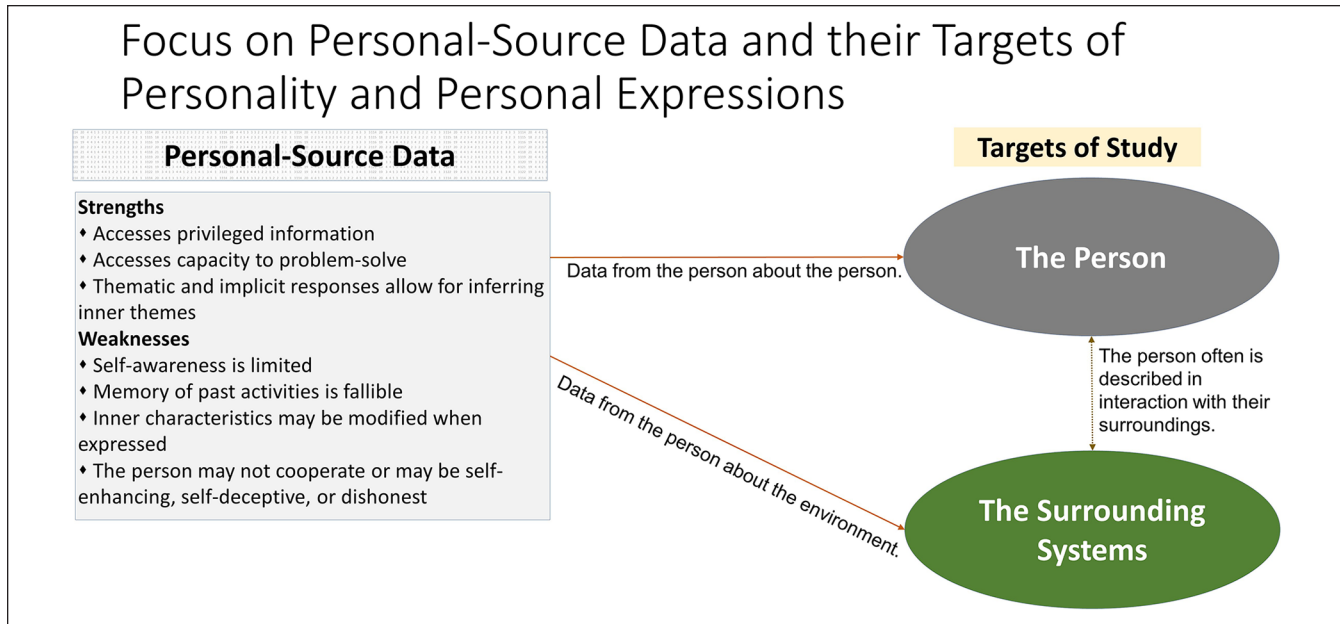 Focus on Personal-Source Data and their Targets of
Personality and Personal Expressions
Personal-Source Data
Strengths
♦ Accesses privileged information
♦ Accesses capacity to problem-solve
♦ Thematic and implicit responses allow for inferring
inner themes
Weaknesses
♦ Self-awareness is limited
♦ Memory of past activities is fallible
♦ Inner characteristics may be modified when
expressed
♦ The person may not cooperate or may be self-
enhancing, self-deceptive, or dishonest
Data from the person about the person.
Data from the person about the environment.
Targets of Study
The Person
The person often is
described in
interaction with their
surroundings.
The Surrounding
Systems